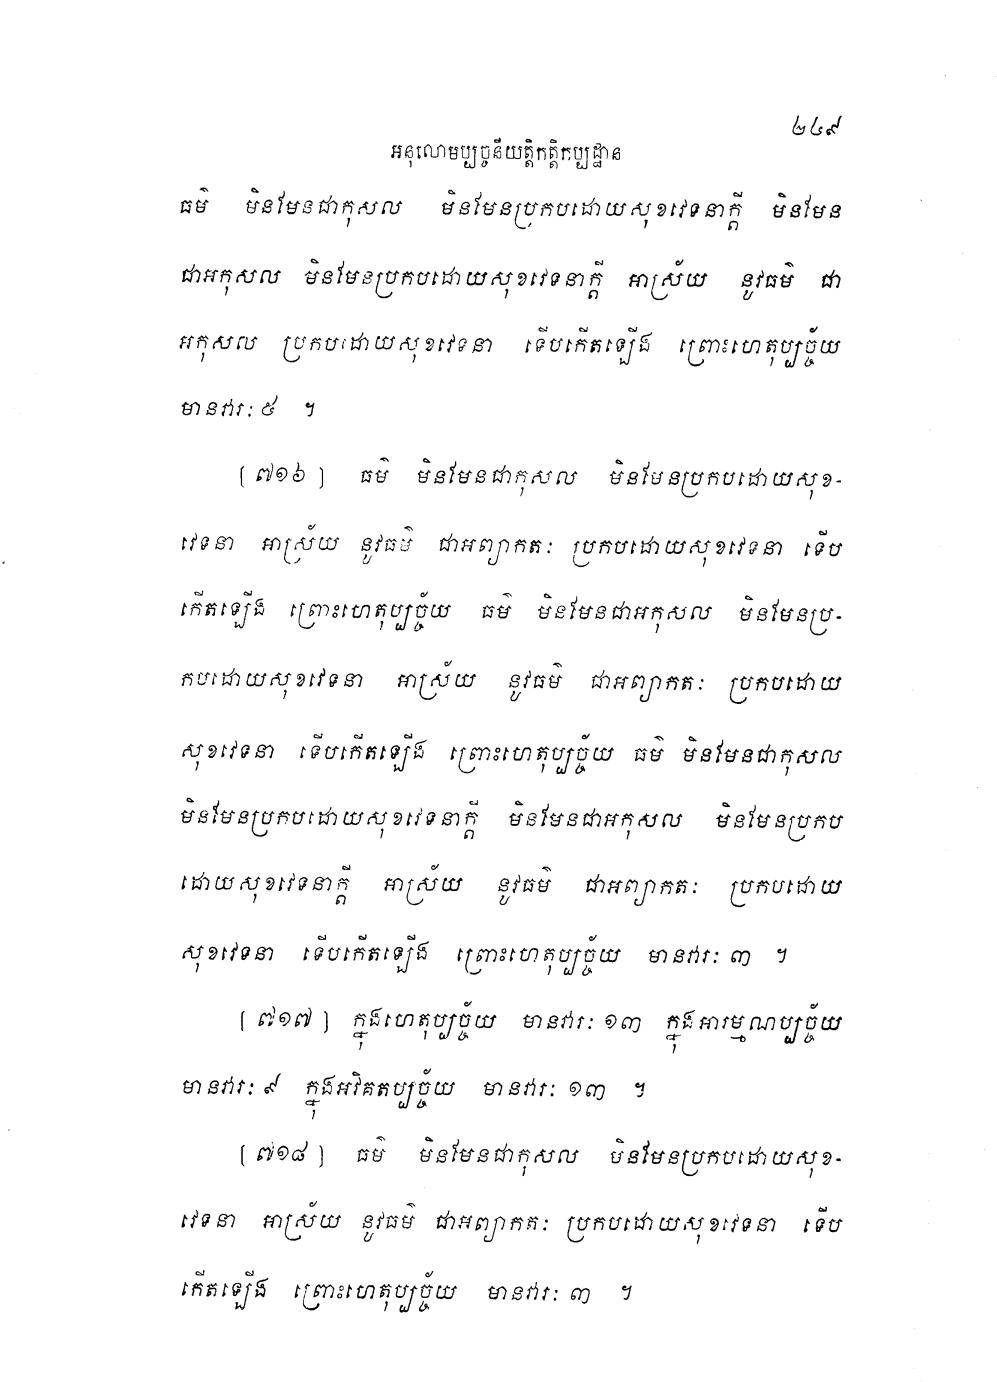 ២៤៩
អនុលោមប្បច្ចនីយត្តិកត្តិកប្បដ្ឋាន
ធម៌ មិនមែនជាកុសល មិនមែនប្រកបដោយសុខវេទនាក្តី មិនមែន
ជាអកុសល មិនមែនប្រកបដោយសុខវេទនាក្តី អាស្រ័យ នូវធម៌ ជា
អកុសល ប្រកបដោយសុខវេទនា ទើបកើតឡើង ព្រោះហេតុប្បច្ច័យ
មានវារៈ ៥ ។
[៧១៦] ធម៌ មិនមែនជាកុសល មិនមែនប្រកបដោយសុខ-
វេទនា អាស្រ័យ នូវធម៌ ជាអព្យាកតៈ ប្រកបដោយសុខវេទនា ទើប
កើតឡើង ព្រោះហេតុប្បច្ច័យ ធម៌ មិនមែនជាអកុសល មិនមែនប្រ-
កបដោយសុខវេទនា អាស្រ័យ នូវធម៌ ជាអព្យាកតៈ ប្រកបដោយ
សុខវេទនា ទើបកើតឡើង ព្រោះហេតុប្បច្ច័យ ធម៌ មិនមែនជាកុសល
មិនមែនប្រកបដោយសុខវេទនាក្តី មិនមែនជាអកុសល មិនមែនប្រកប
ដោយសុខវេទនាក្តី អាស្រ័យ នូវធម៌ ជាអព្យាកតៈ ប្រកបដោយ
សុខវេទនា ទើបកើតឡើង ព្រោះហេតុប្បច្ច័យ មានវារៈ ៣ ។
[៧១៧] ក្នុងហេតុប្បច្ច័យ មានវារៈ ១៣ ក្នុងអារម្មណប្បច្ច័យ
មានវារៈ ៩ ក្នុងអវិគតប្បច្ច័យ មានវារៈ ១៣ ។
[៧១៨] ធម៌ មិនមែនជាកុសល មិនមែនប្រកបដោយសុខ-
វេទនា អាស្រ័យ នូវធម៌ ជាអព្យាកតៈ ប្រកបដោយសុខវេទនា ទើប
កើតឡើង ព្រោះហេតុប្បច្ច័យ មានវារៈ ៣ ។